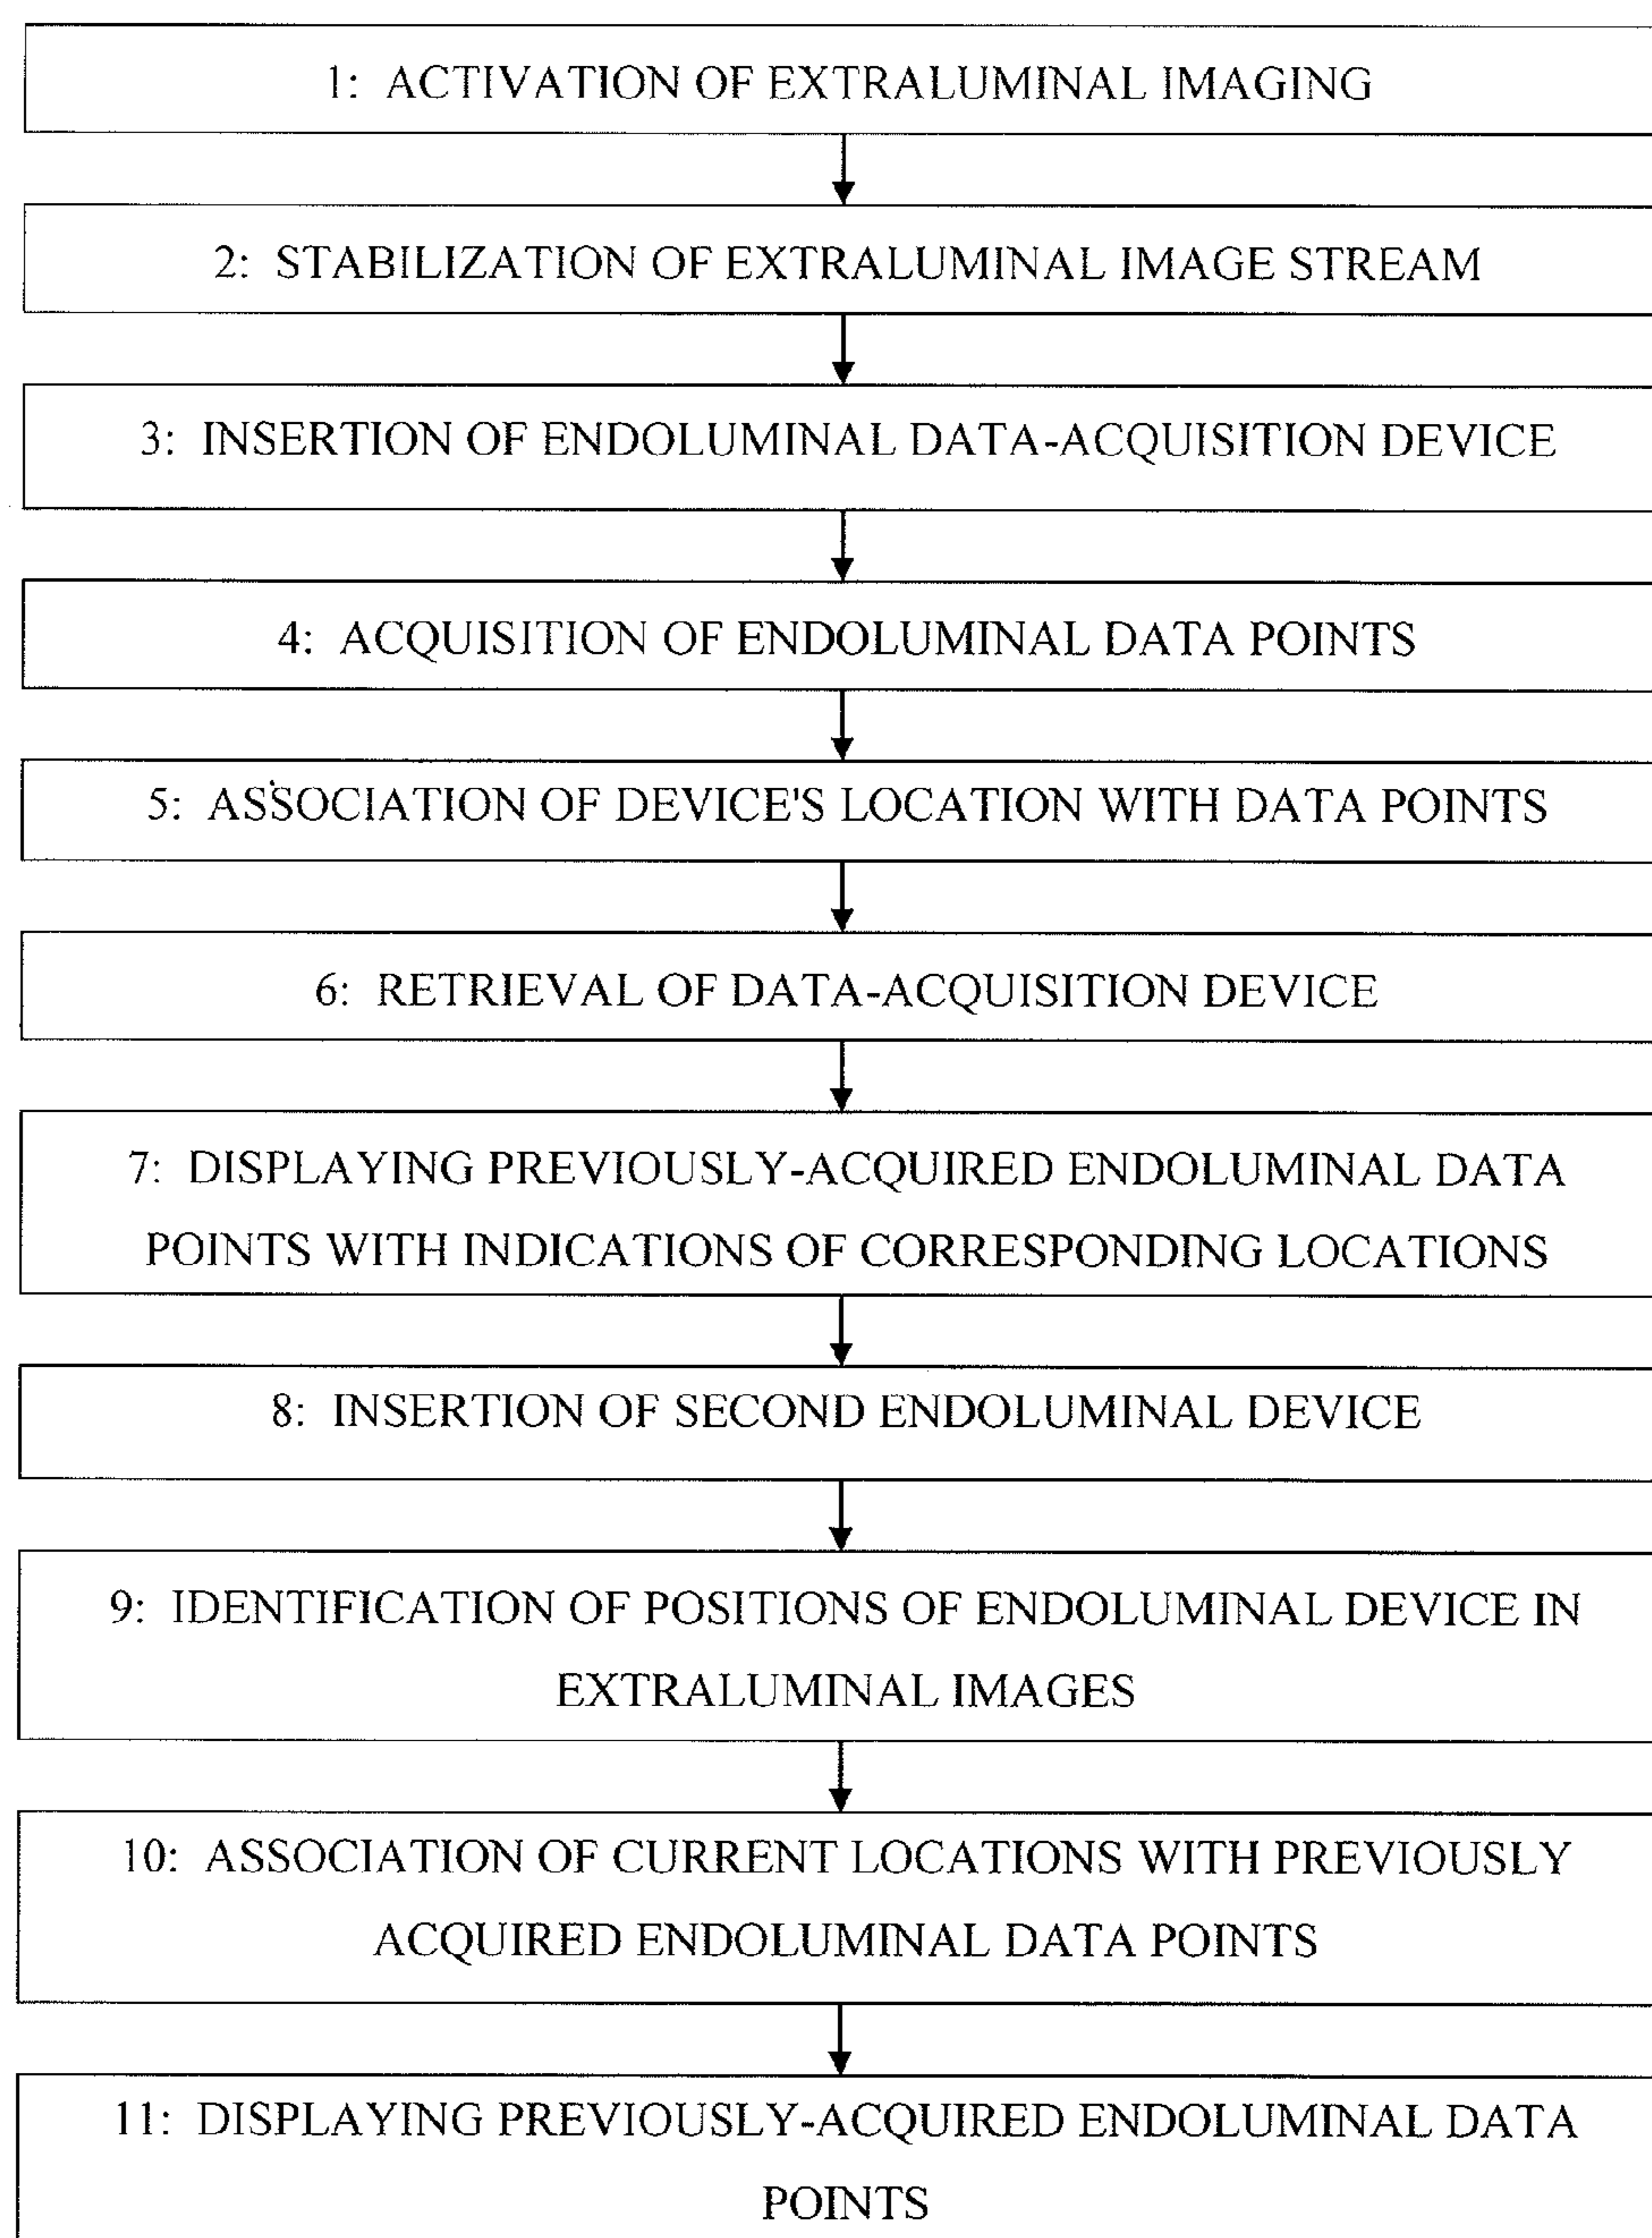 1: ACTIVATION OF EXTRALUMINAL IMAGING
2: STABILIZATION OF EXTRALUMINAL IMAGE STREAM
3: INSERTION OF ENDOLUMINAL DATA-ACQUISITION DEVICE
4: ACQUISITION OF ENDOLUMINAL DATA POINTS
5: ASSOCIATION OF DEVICE'S LOCATION WITH DATA POINTS
6: RETRIEVAL OF DATA-ACQUISITION DEVICE
7: DISPLAYING PREVIOUSLY-ACQUIRED ENDOLUMINAL DATA
POINTS WITH INDICATIONS OF CORRESPONDING LOCATIONS
8: INSERTION OF SECOND ENDOLUMINAL DEVICE
9: IDENTIFICATION OF POSITIONS OF ENDOLUMINAL DEVICE IN
EXTRALUMINAL IMAGES
10: ASSOCIATION OF CURRENT LOCATIONS WITH PREVIOUSLY
ACQUIRED ENDOLUMINAL DATA POINTS
11: DISPLAYING PREVIOUSLY-ACQUIRED ENDOLUMINAL DATA
POINTS